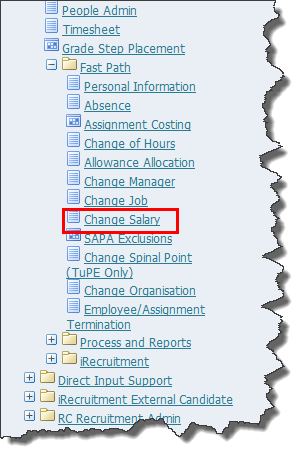 People Admin
Timesheet
Grade Step Placement
Fast Path
Personal Information
Absence
Assignment Costing
Change of Hours
Allowance Allocation
Change Manager
Change Job
Change Salary
SAPA Exclusions
Change Spinal Point
(TuPE Only)
Change Organisation
Employee/Assignment
Termination
Process and Reports
iRecruitment
Direct Input Support
iRecruitment External Candidate
RC Recruitment Admin